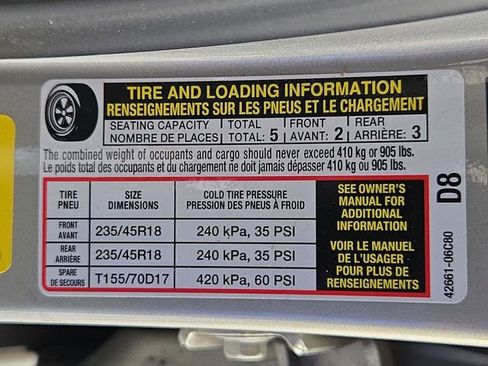 TIRE AND LOADING INFORMATION
RENSEIGNEMENTS SUR LES PNEUS ET LE CHARGEMENT
SEATING CAPACITY TOTAL FRONT REAR
NOMBRE DE PLACES TOTAL: 5 AVANT: 2 ARRIÈRE: 3
The combined weight of occupants and cargo should never exceed 410 kg or 905 lbs.
Le poids total des occupants et du chargement ne doit jamais dépasser 410 kg ou 905 lbs.
TIRE SIZE COLD TIRE PRESSURE
PNEU DIMENSIONS PRESSION DES PNEUS À FROID
FRONT
AVANT 235/45R18 240 kPa, 35 PSI
REAR
ARRIÈRE 235/45R18 240 kPa, 35 PSI
SPARE
DE SECOURS T155/70D17 420 kPa, 60 PSI
SEE OWNER'S
MANUAL FOR
ADDITIONAL
INFORMATION
VOIR LE MANUEL
DE L'USAGER
POUR PLUS DE
RENSEIGNEMENTS
D8
42661-06C80